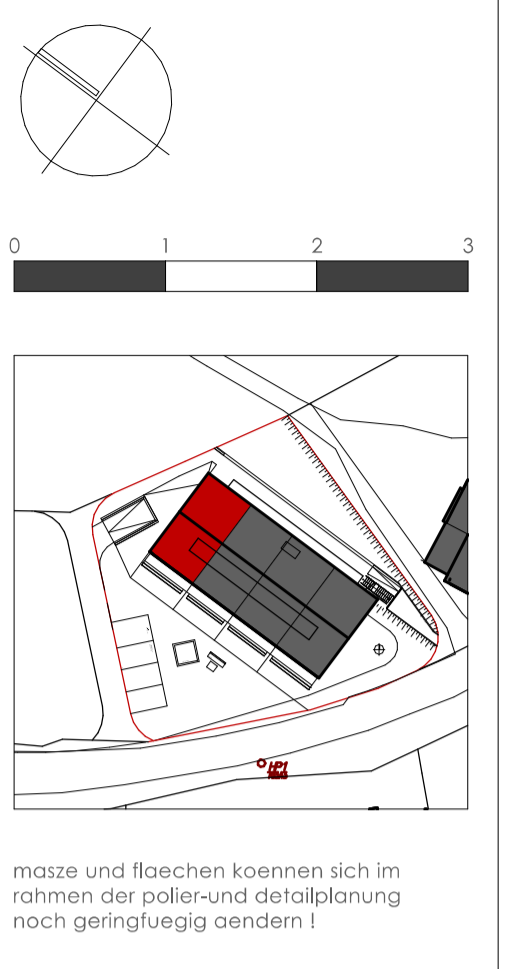 0 1 2 3
HP1
masze und flaechen koennen sich im
rahmen der polier-und detailplanung
noch geringfuegig aendern !